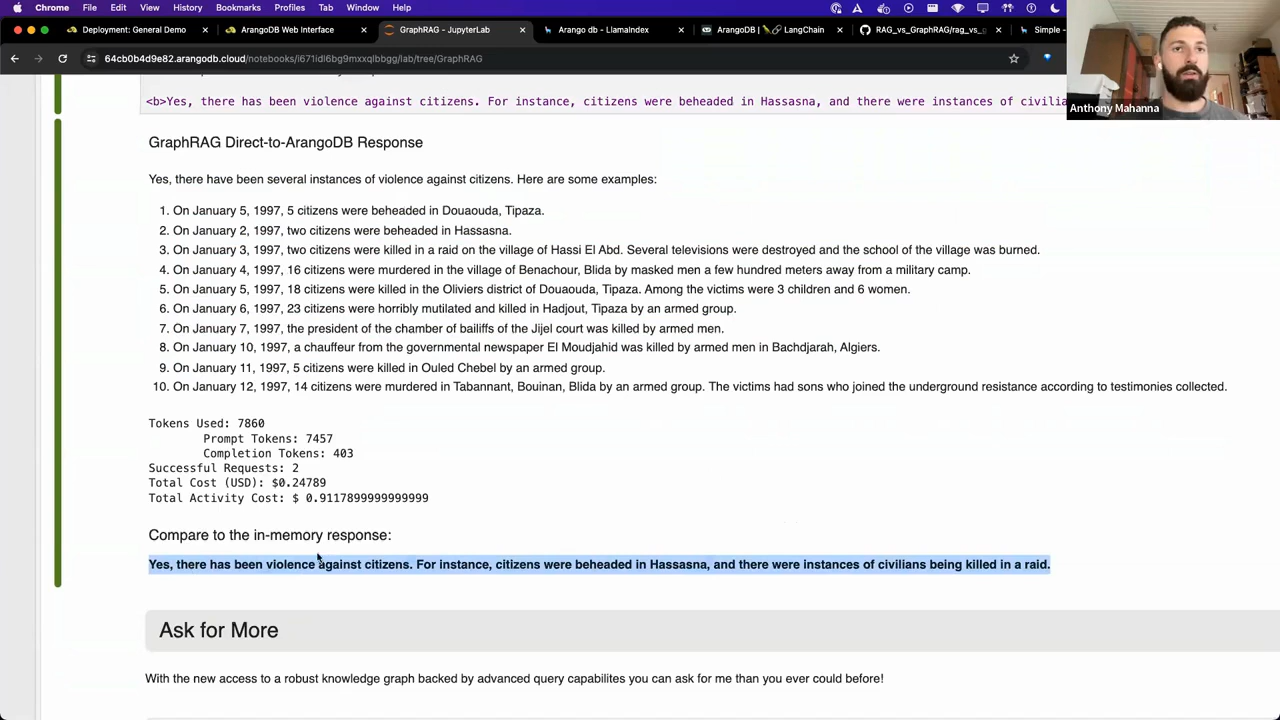 Chrome File Edit View History Bookmarks Profiles Tab Window Help
Deployment: General Demo ArangoDB Web Interface GraphRAG - JupyterLab Arango db - LlamaIndex ArangoDB | LangChain RAG_vs_GraphRAG/rag_vs_g Simple -
64cb0b4d9e82.arangodb.cloud/notebooks/i671idl6bg9mxxqlbbgg/lab/tree/GraphRAG
Anthony Mahanna
<b>Yes, there has been violence against citizens. For instance, citizens were beheaded in Hassasna, and there were instances of civilia
GraphRAG Direct-to-ArangoDB Response
Yes, there have been several instances of violence against citizens. Here are some examples:
1. On January 5, 1997, 5 citizens were beheaded in Douaouda, Tipaza.
2. On January 2, 1997, two citizens were beheaded in Hassasna.
3. On January 3, 1997, two citizens were killed in a raid on the village of Hassi El Abd. Several televisions were destroyed and the school of the village was burned.
4. On January 4, 1997, 16 citizens were murdered in the village of Benachour, Blida by masked men a few hundred meters away from a military camp.
5. On January 5, 1997, 18 citizens were killed in the Oliviers district of Douaouda, Tipaza. Among the victims were 3 children and 6 women.
6. On January 6, 1997, 23 citizens were horribly mutilated and killed in Hadjout, Tipaza by an armed group.
7. On January 7, 1997, the president of the chamber of bailiffs of the Jijel court was killed by armed men.
8. On January 10, 1997, a chauffeur from the governmental newspaper El Moudjahid was killed by armed men in Bachdjarah, Algiers.
9. On January 11, 1997, 5 citizens were killed in Ouled Chebel by an armed group.
10. On January 12, 1997, 14 citizens were murdered in Tabannant, Bouinan, Blida by an armed group. The victims had sons who joined the underground resistance according to testimonies collected.
Tokens Used: 7860
Prompt Tokens: 7457
Completion Tokens: 403
Successful Requests: 2
Total Cost (USD): $0.24789
Total Activity Cost: $ 0.9117899999999999
Compare to the in-memory response:
Yes, there has been violence against citizens. For instance, citizens were beheaded in Hassasna, and there were instances of civilians being killed in a raid.
Ask for More
With the new access to a robust knowledge graph backed by advanced query capabilites you can ask for me than you ever could before!